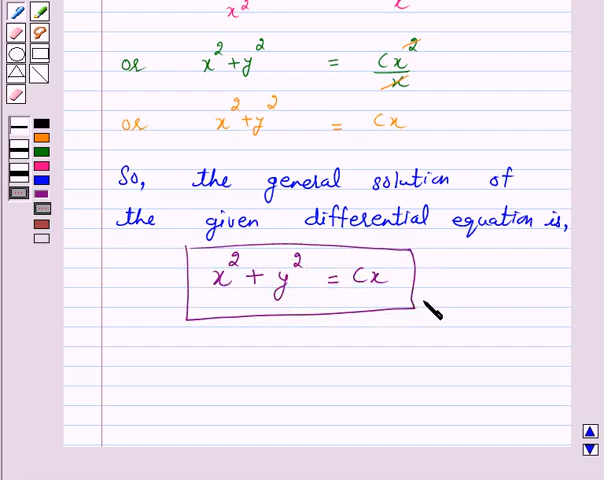 x² x
or x² + y² = Cx²/x
or x² + y² = Cx
So, the general solution of
the given differential equation is,
x² + y² = Cx